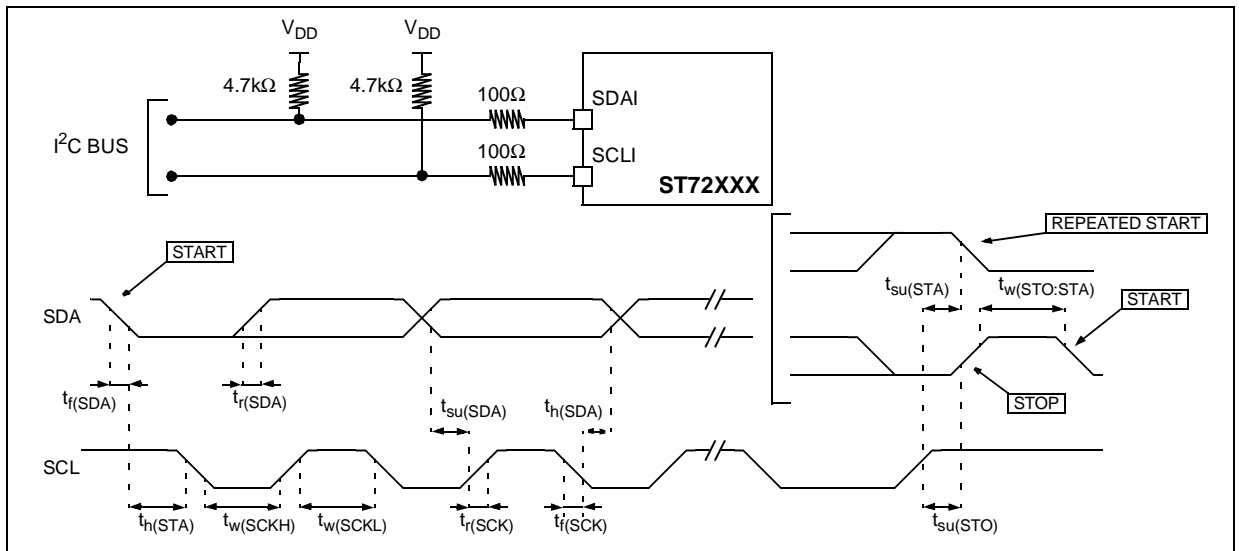 VDD VDD
4.7kΩ 4.7kΩ
100Ω
SDAI
I2C BUS
100Ω
SCLI
ST72XXX
REPEATED START
START
tsu(STA) tw(STO:STA)
START
SDA
tf(SDA) tr(SDA)
tsu(SDA) th(SDA)
STOP
SCL
th(STA) tw(SCKH) tw(SCKL) tr(SCK) tf(SCK) tsu(STO)